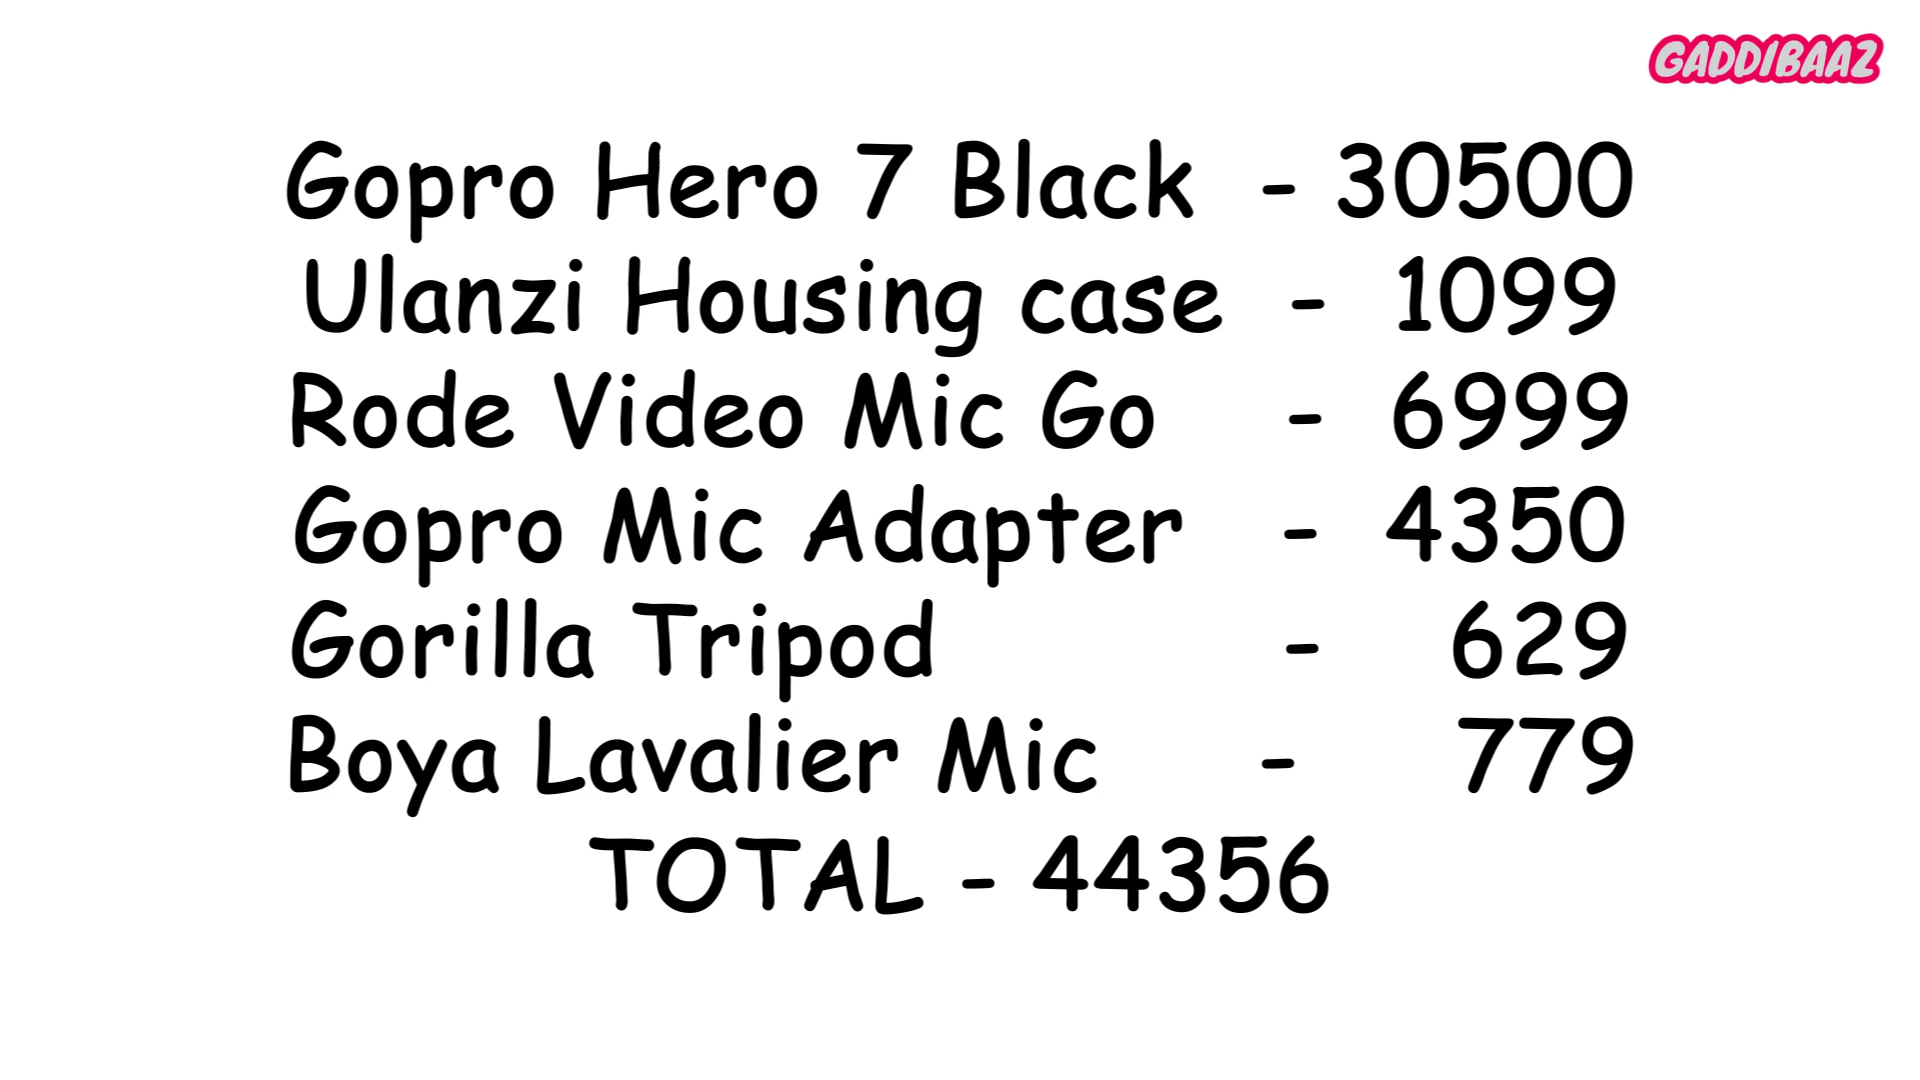 GADDIBAAZ
Gopro Hero 7 Black - 30500
Ulanzi Housing case - 1099
Rode Video Mic Go - 6999
Gopro Mic Adapter - 4350
Gorilla Tripod - 629
Boya Lavalier Mic - 779
TOTAL - 44356